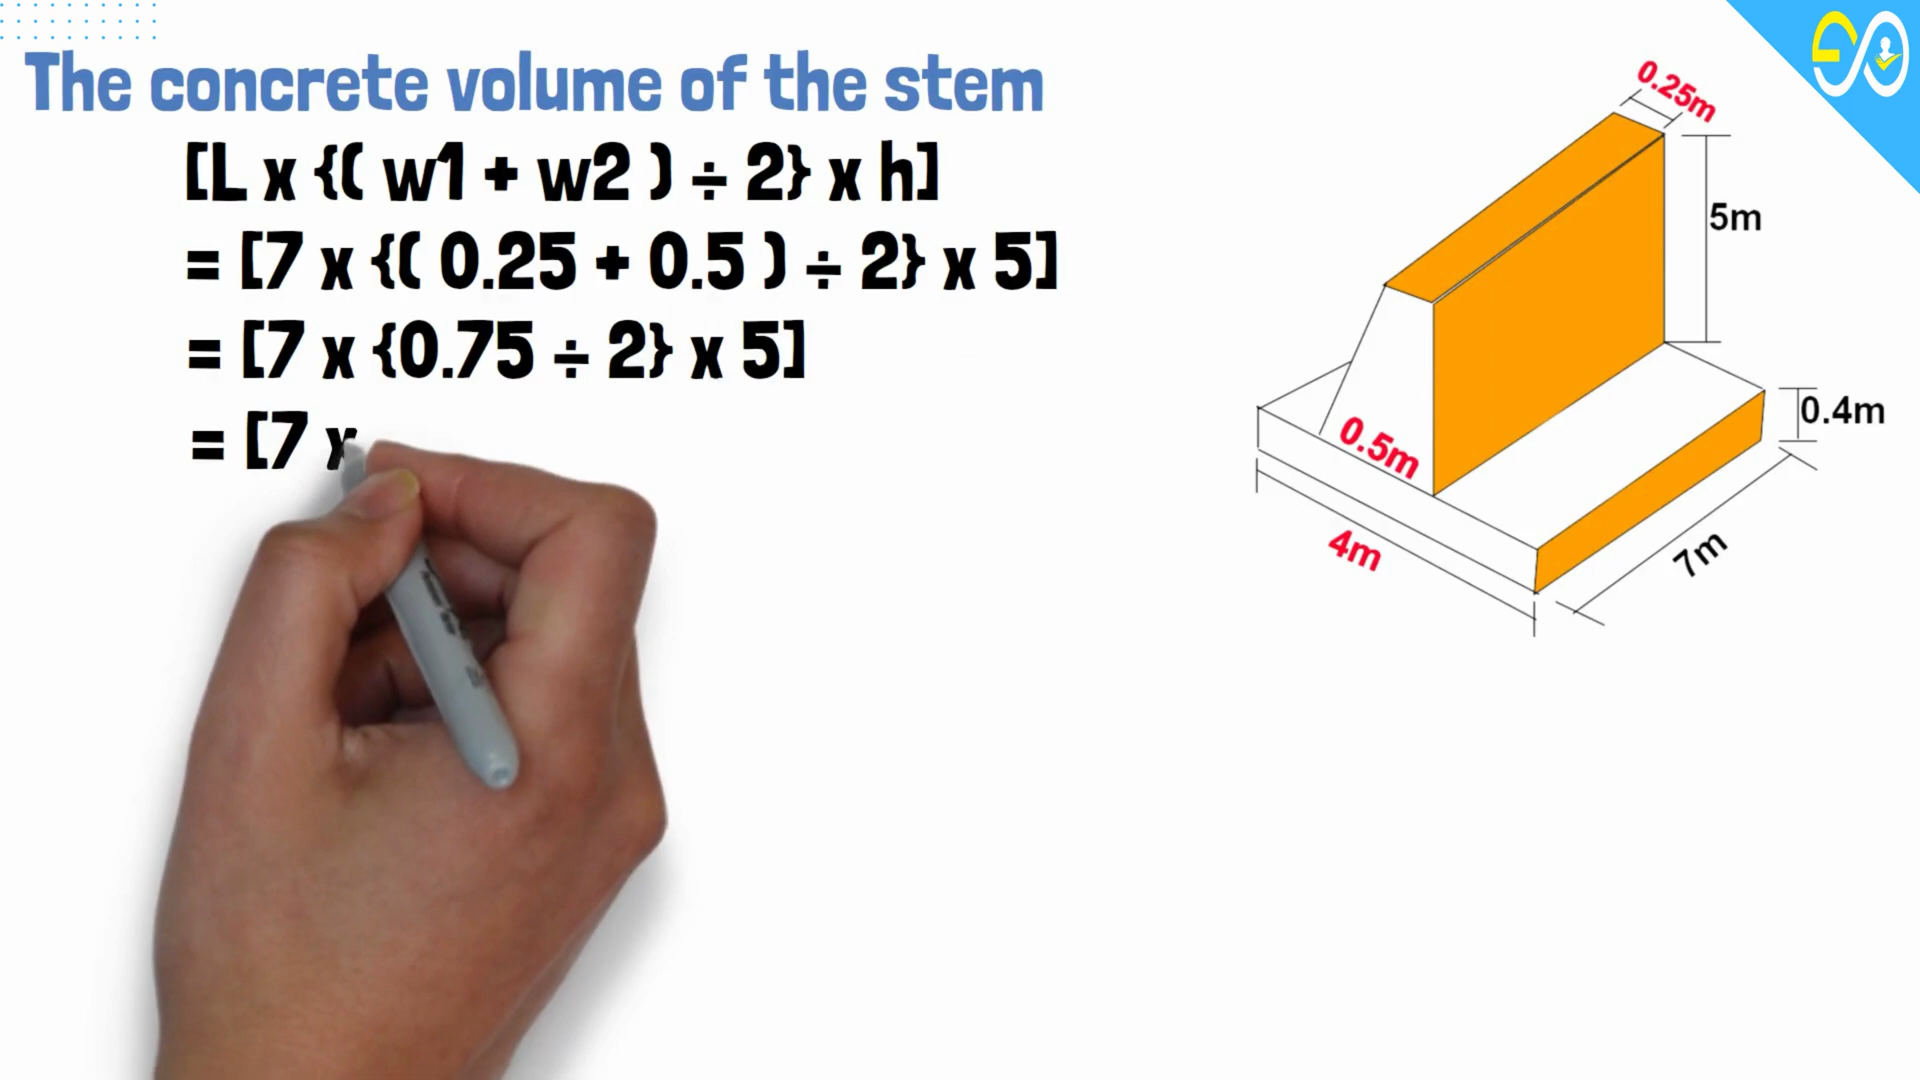 The concrete volume of the stem
[L x {( w1 + w2 ) ÷ 2} x h]
= [7 x {( 0.25 + 0.5 ) ÷ 2} x 5]
= [7 x {0.75 ÷ 2} x 5]
= [7 x
0.25m
5m
0.4m
0.5m
4m
7m